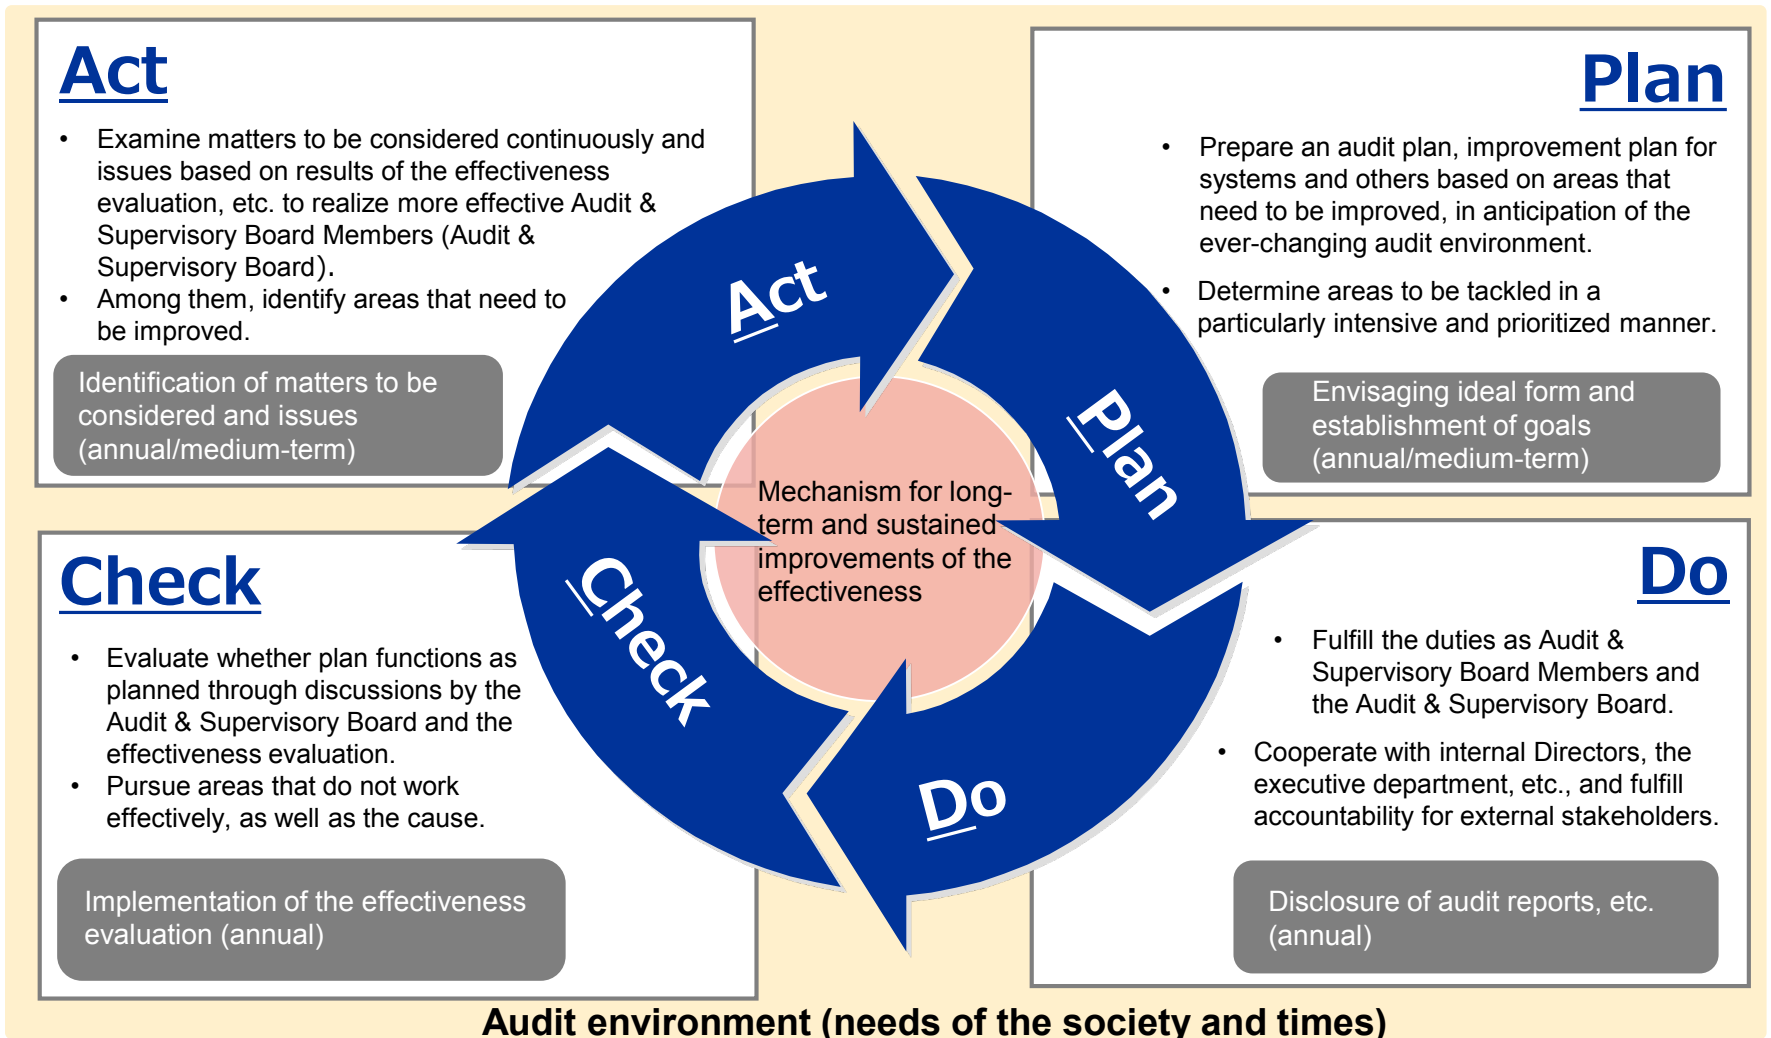 Act
• Examine matters to be considered continuously and
issues based on results of the effectiveness
evaluation, etc. to realize more effective Audit &
Supervisory Board Members (Audit &
Supervisory Board).
• Among them, identify areas that need to
be improved.
Identification of matters to be
considered and issues
(annual/medium-term)
Plan
• Prepare an audit plan, improvement plan for
systems and others based on areas that
need to be improved, in anticipation of the
ever-changing audit environment.
• Determine areas to be tackled in a
particularly intensive and prioritized manner.
Envisaging ideal form and
establishment of goals
(annual/medium-term)
Act
Plan
Do
Check
Mechanism for long-
term and sustained
improvements of the
effectiveness
Check
• Evaluate whether plan functions as
planned through discussions by the
Audit & Supervisory Board and the
effectiveness evaluation.
• Pursue areas that do not work
effectively, as well as the cause.
Implementation of the effectiveness
evaluation (annual)
Do
• Fulfill the duties as Audit &
Supervisory Board Members and
the Audit & Supervisory Board.
• Cooperate with internal Directors, the
executive department, etc., and fulfill
accountability for external stakeholders.
Disclosure of audit reports, etc.
(annual)
Audit environment (needs of the society and times)